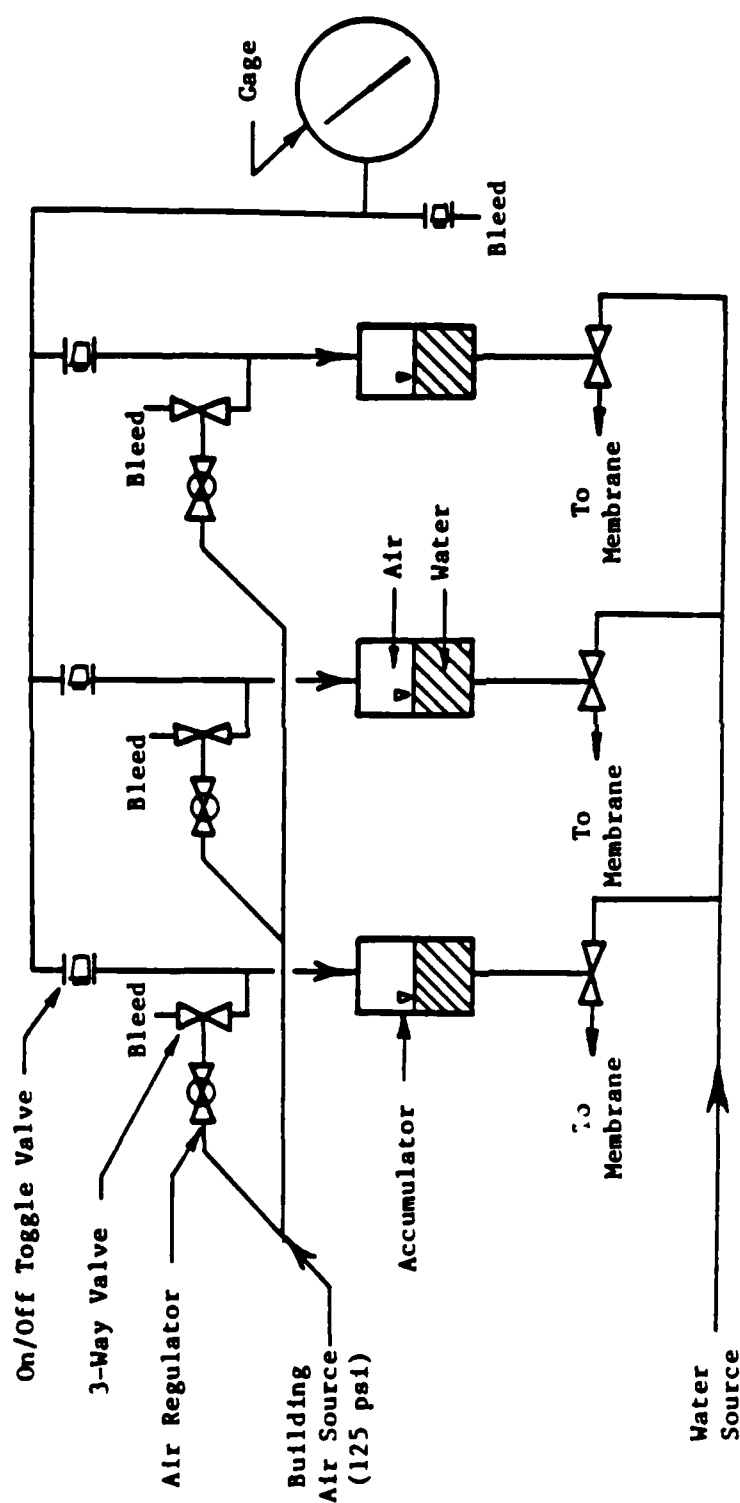 On/Off Toggle Valve
3-Way Valve
Air Regulator
Building
Air Source
(125 psi)
Bleed
Bleed
Bleed
Gage
Bleed
Accumulator
Air
Water
To
Membrane
To
Membrane
Membrane
Water
Source